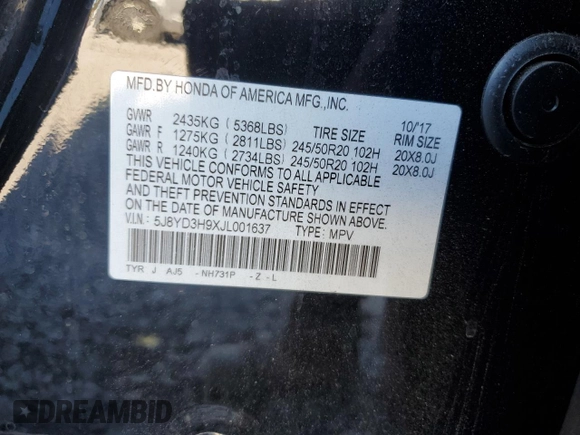 MFD.BY HONDA OF AMERICA MFG.,INC.
10/17
GVWR 2435KG ( 5368LBS) TIRE SIZE RIM SIZE
GAWR F 1275KG ( 2811LBS) 245/50R20 102H 20X8.0J
GAWR R 1240KG ( 2734LBS) 245/50R20 102H 20X8.0J
THIS VEHICLE CONFORMS TO ALL APPLICABLE
FEDERAL MOTOR VEHICLE SAFETY
AND THEFT PREVENTION STANDARDS IN EFFECT
ON THE DATE OF MANUFACTURE SHOWN ABOVE.
V.I.N.: 5J8YD3H9XJL001637 TYPE: MPV
TYR J AJ5 -NH731P -Z-L
DREAMBID